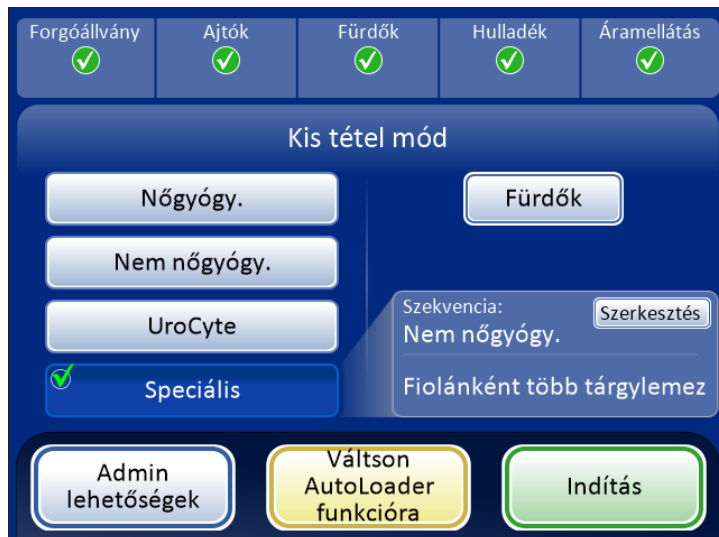 Forgóállvány
Ajtók
Fürdők
Hulladék
Áramellátás
Kis tétel mód
Nőgyógy.
Fürdők
Nem nőgyógy.
UroCyte
Szekvencia:
Nem nőgyógy.
Szerkesztés
Speciális
Fiolánként több tárgylemez
Admin
lehetőségek
Váltson
AutoLoader
funkcióra
Indítás